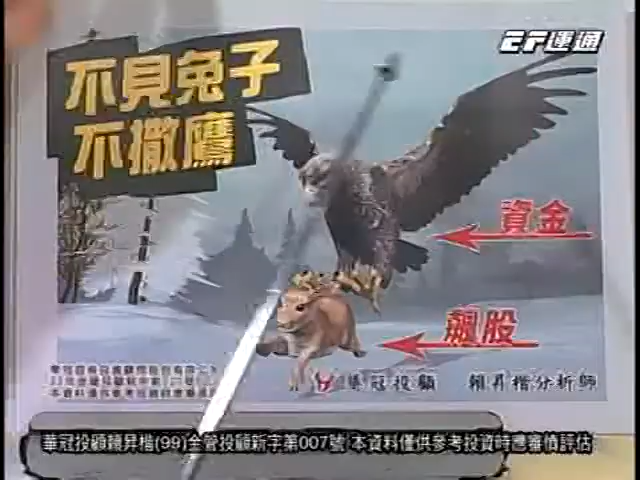 不見兔子
不撒鷹
ET運通
資金
飆股
華冠投顧 賴昇楷分析師
華冠投顧賴昇楷(99)金管投顧新字第007號 本資料僅供參考投資時應審慎評估